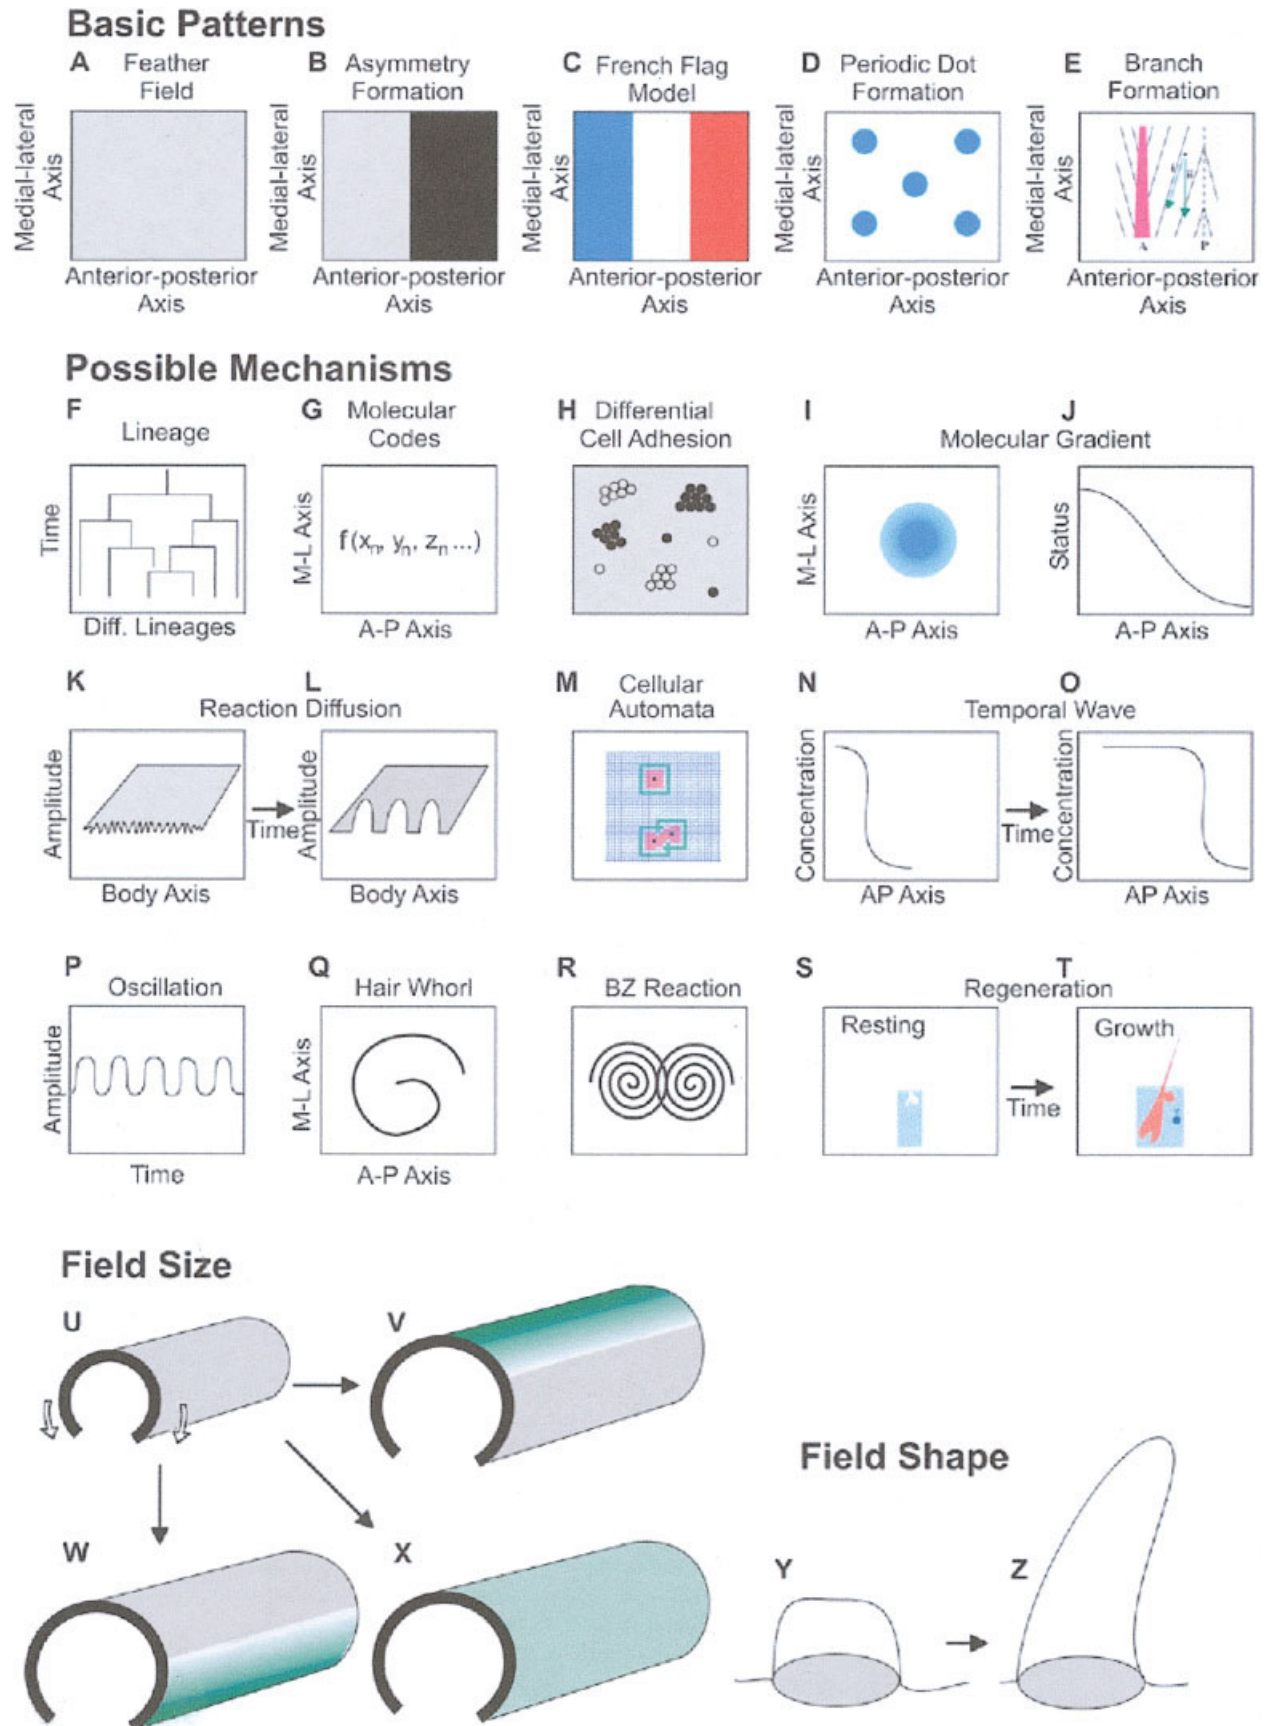 Basic Patterns
A Feather Field
B Asymmetry Formation
C French Flag Model
D Periodic Dot Formation
E Branch Formation
Medial-lateral Axis
Medial-lateral Axis
Medial-lateral Axis
Medial-lateral Axis
Medial-lateral Axis
A P
Anterior-posterior Axis
Anterior-posterior Axis
Anterior-posterior Axis
Anterior-posterior Axis
Anterior-posterior Axis
Possible Mechanisms
F Lineage
G Molecular Codes
H Differential Cell Adhesion
I J
Molecular Gradient
Time
M-L Axis
f(xn, yn, zn ...)
M-L Axis
Status
Diff. Lineages
A-P Axis
A-P Axis
A-P Axis
K L
Reaction Diffusion
M Cellular Automata
N O
Temporal Wave
Amplitude
Time
Amplitude
Concentration
Time
Concentration
Body Axis
Body Axis
AP Axis
AP Axis
P Oscillation
Q Hair Whorl
R BZ Reaction
S T
Regeneration
Amplitude
M-L Axis
Resting
Time
Growth
Time
A-P Axis
Field Size
U
V
W
X
Field Shape
Y
Z